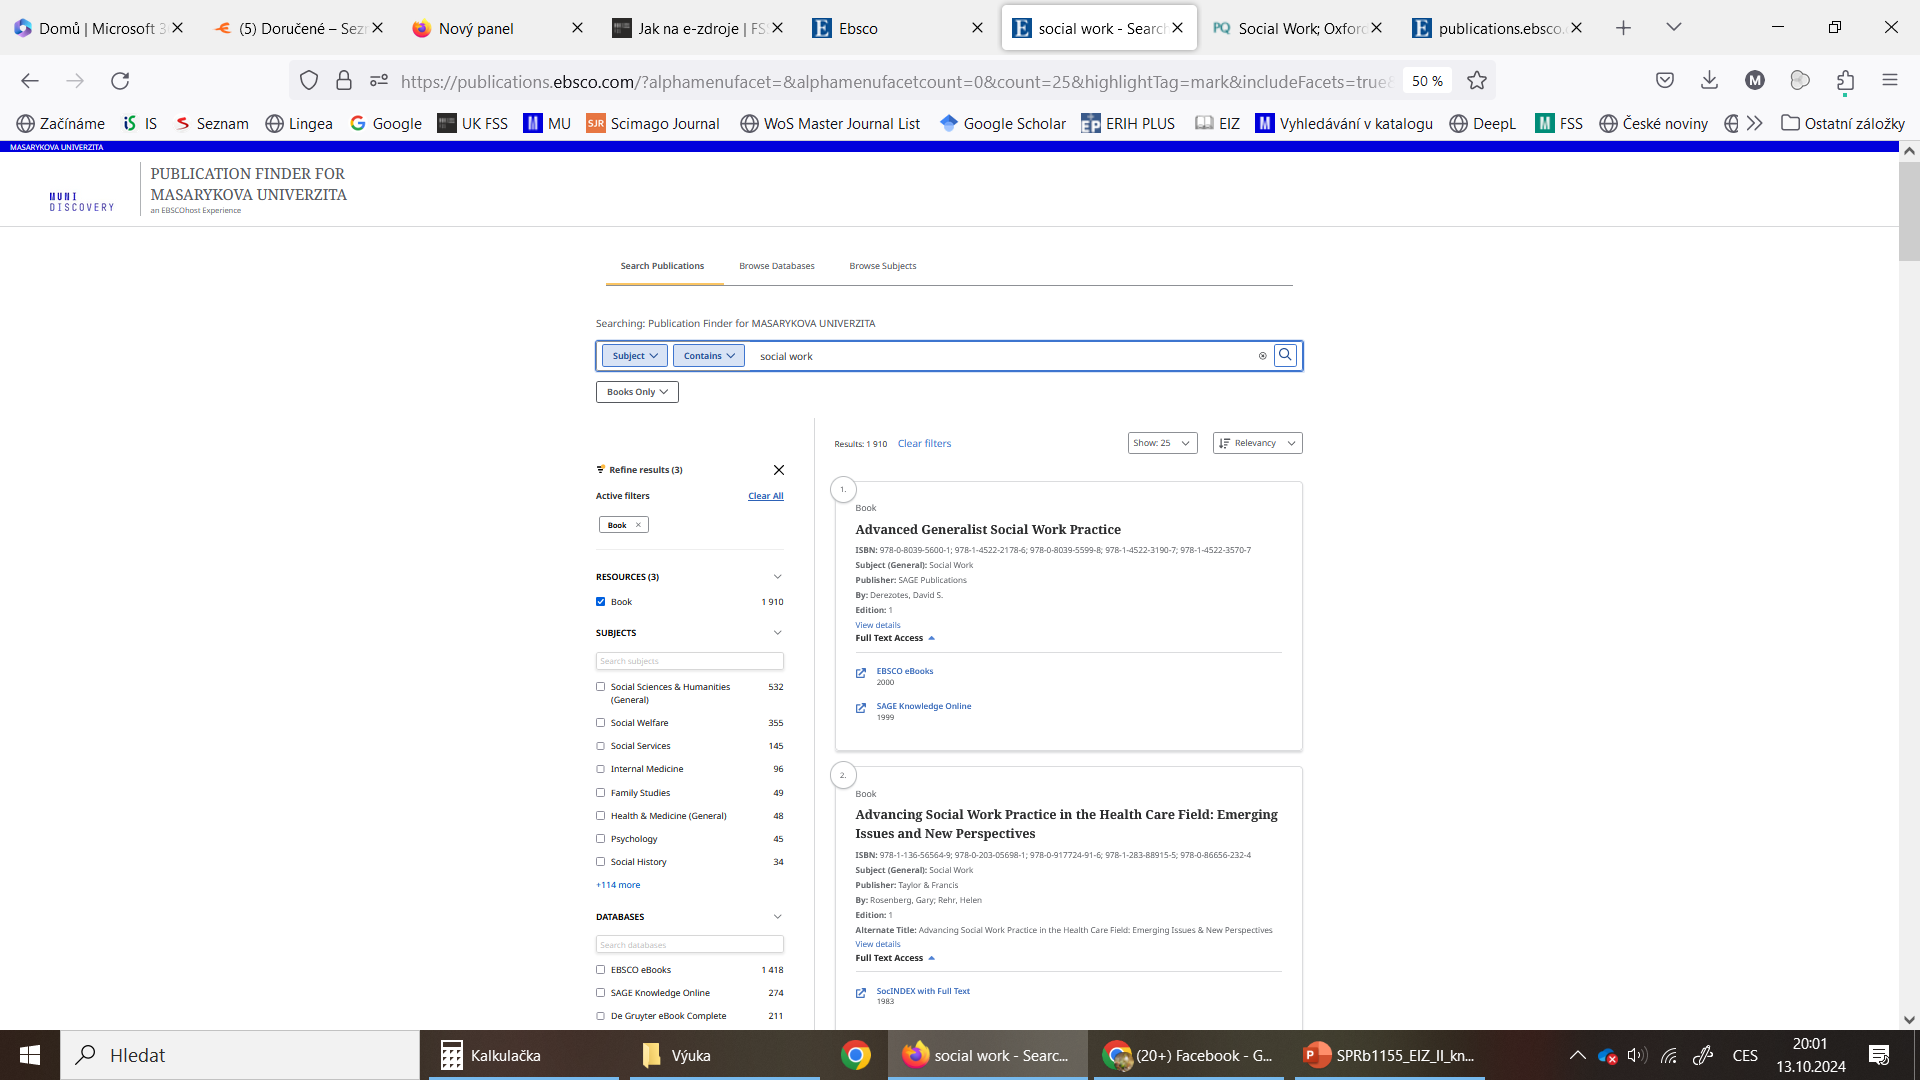 Domů | Microsoft 3
(5) Doručené – Sezn
Nový panel
Jak na e-zdroje | FSS
Ebsco
social work - Search
Social Work; Oxford
publications.ebsco.c
https://publications.ebsco.com/?alphamenufacet=&alphamenufacetcount=0&count=25&highlightTag=mark&includeFacets=true&
50 %
Začínáme
IS
Seznam
Lingea
Google
UK FSS
MU
Scimago Journal
WoS Master Journal List
Google Scholar
ERIH PLUS
EIZ
Vyhledávání v katalogu
DeepL
FSS
České noviny
Ostatní záložky
MASARYKOVA UNIVERZITA
MUNI
DISCOVERY
PUBLICATION FINDER FOR
MASARYKOVA UNIVERZITA
an EBSCOhost Experience
Search Publications
Browse Databases
Browse Subjects
Searching: Publication Finder for MASARYKOVA UNIVERZITA
Subject
Contains
social work
Books Only
Results: 1 910
Clear filters
Show: 25
Relevancy
Refine results (3)
Active filters
Clear All
Book
RESOURCES (3)
Book 1 910
SUBJECTS
Search subjects
Social Sciences & Humanities 532
(General)
Social Welfare 355
Social Services 145
Internal Medicine 96
Family Studies 49
Health & Medicine (General) 48
Psychology 45
Social History 34
+114 more
DATABASES
Search databases
EBSCO eBooks 1 418
SAGE Knowledge Online 274
De Gruyter eBook Complete 211
1.
Book
Advanced Generalist Social Work Practice
ISBN: 978-0-8039-5600-1; 978-1-4522-2178-6; 978-0-8039-5599-8; 978-1-4522-3190-7; 978-1-4522-3570-7
Subject (General): Social Work
Publisher: SAGE Publications
By: Derezotes, David S.
Edition: 1
View details
Full Text Access
EBSCO eBooks
2000
SAGE Knowledge Online
1999
2.
Book
Advancing Social Work Practice in the Health Care Field: Emerging
Issues and New Perspectives
ISBN: 978-1-136-56564-9; 978-0-203-05698-1; 978-0-917724-91-6; 978-1-283-88915-5; 978-0-86656-232-4
Subject (General): Social Work
Publisher: Taylor & Francis
By: Rosenberg, Gary; Rehr, Helen
Edition: 1
Alternate Title: Advancing Social Work Practice in the Health Care Field: Emerging Issues & New Perspectives
View details
Full Text Access
SocINDEX with Full Text
1983
Hledat
Kalkulačka
Výuka
social work - Searc...
(20+) Facebook - G...
SPRb1155_EIZ_II_kn...
CES
20:01
13.10.2024